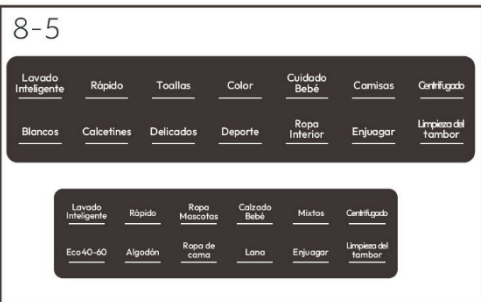 8-5
Lavado Inteligente Rápido Toallas Color Cuidado Bebé Camisas Centrifugado
Blancos Calcetines Delicados Deporte Ropa Interior Enjuagar Limpieza del tambor
Lavado Inteligente Rápido Ropa Mascotas Calzado Bebé Mixtos Centrifugado
Eco40-60 Algodón Ropa de cama Lana Enjuagar Limpieza del tambor